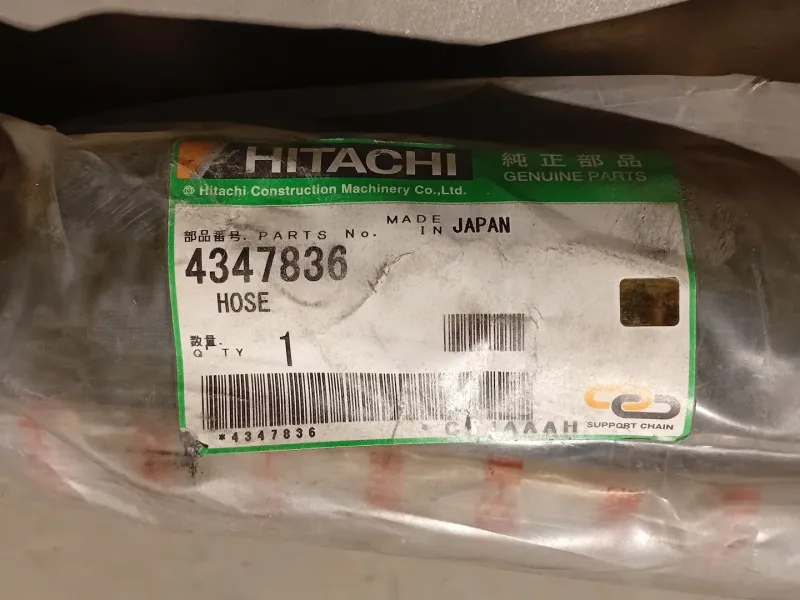 HITACHI 純正部品
GENUINE PARTS
® Hitachi Construction Machinery Co.,Ltd.
MADE IN JAPAN
部品番号. PARTS No.
4347836
HOSE
数量.
Q'TY 1
*4347836
SUPPORT CHAIN